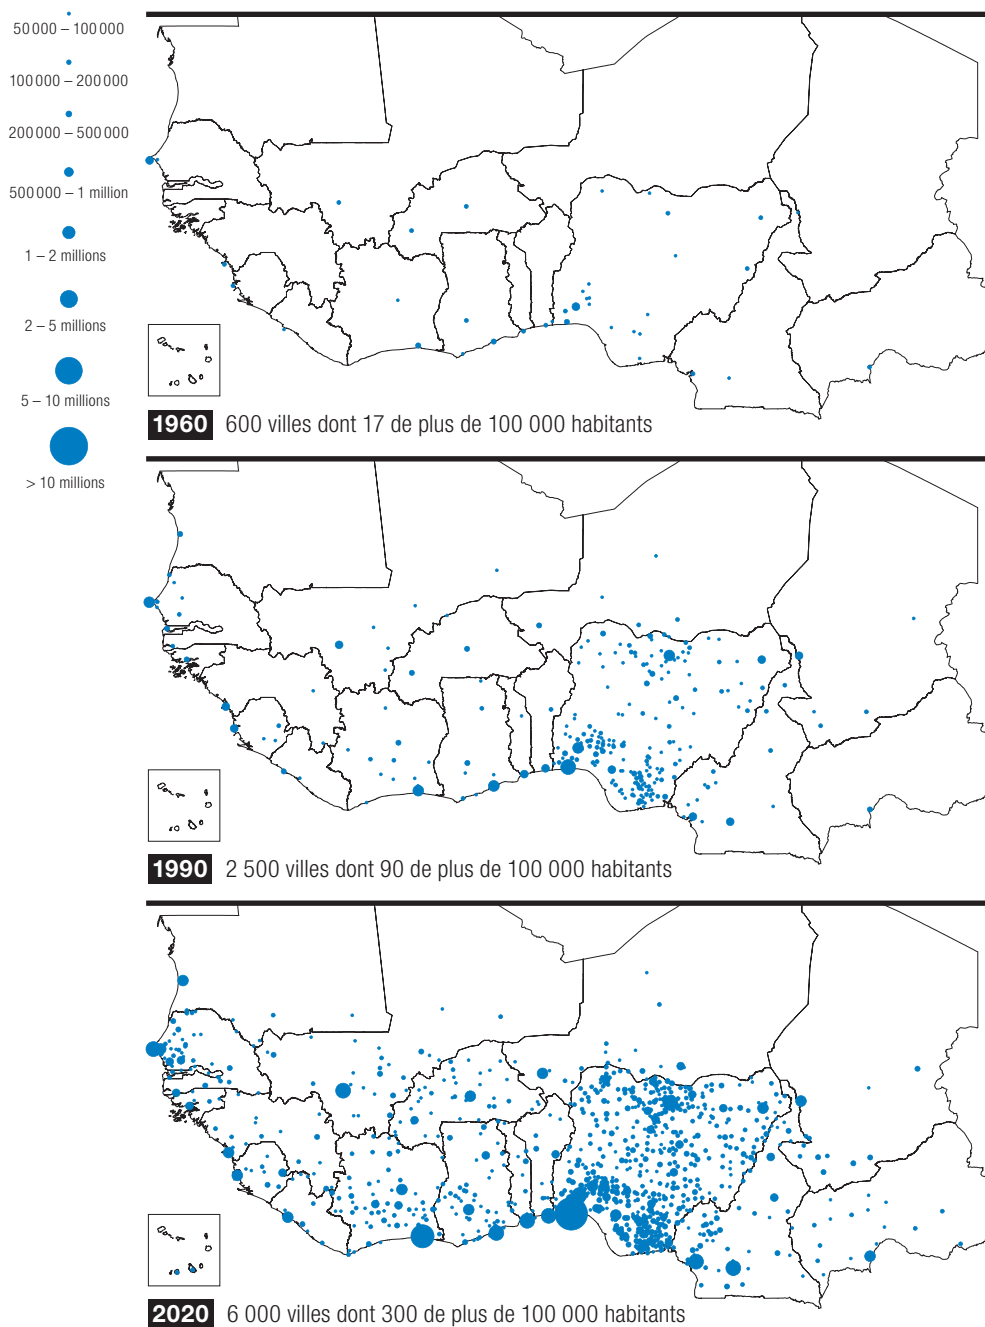 50 000 – 100 000
100 000 – 200 000
200 000 – 500 000
500 000 – 1 million
1 – 2 millions
2 – 5 millions
5 – 10 millions
> 10 millions
1960 600 villes dont 17 de plus de 100 000 habitants
1990 2 500 villes dont 90 de plus de 100 000 habitants
2020 6 000 villes dont 300 de plus de 100 000 habitants